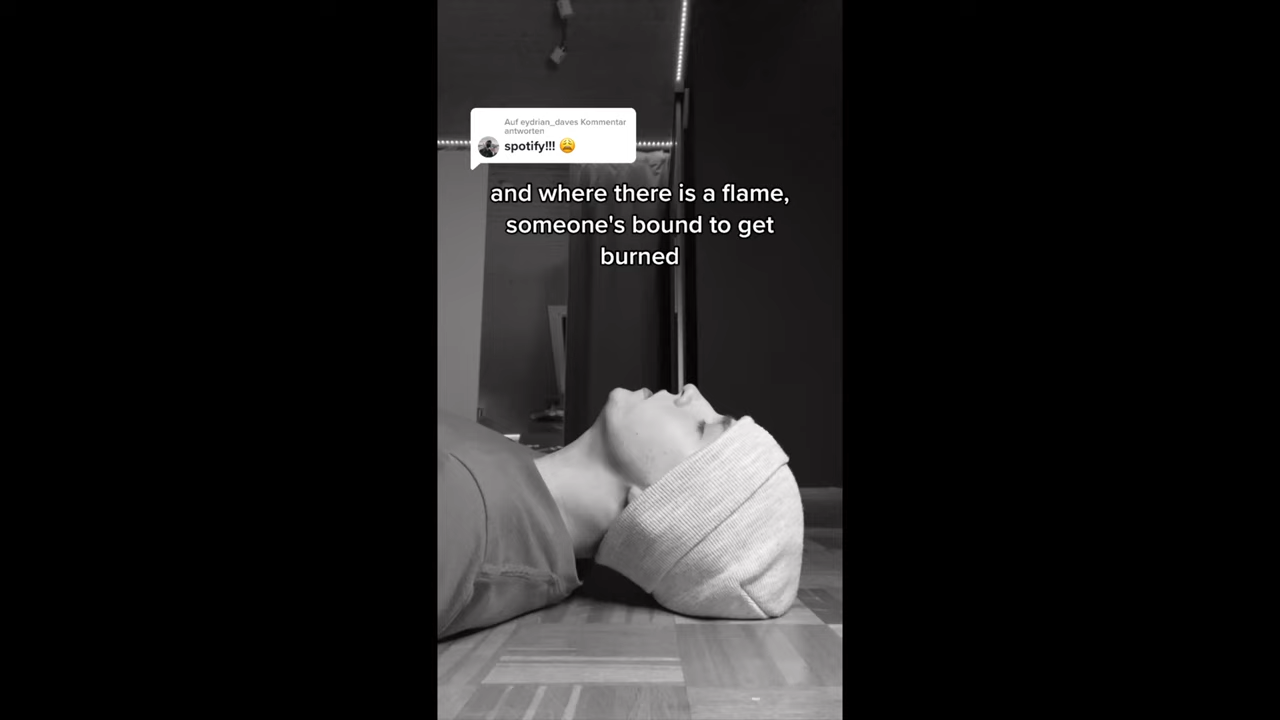 Auf eydrian_daves Kommentar
antworten
spotify!!! 😩
and where there is a flame,
someone's bound to get
burned